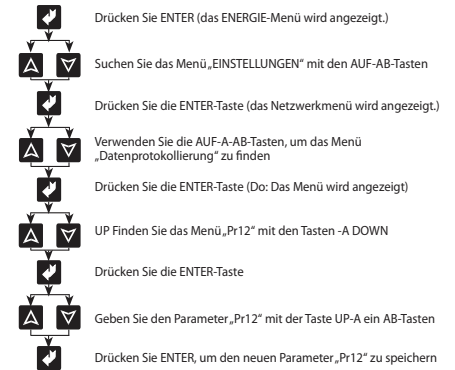 Drücken Sie ENTER (das ENERGIE-Menü wird angezeigt.)
Suchen Sie das Menü „EINSTELLUNGEN“ mit den AUF-AB-Tasten
Drücken Sie die ENTER-Taste (das Netzwerkmenü wird angezeigt.)
Verwenden Sie die AUF-A-AB-Tasten, um das Menü
„Datenprotokollierung“ zu finden
Drücken Sie die ENTER-Taste (Do: Das Menü wird angezeigt)
UP Finden Sie das Menü „Pr12“ mit den Tasten -A DOWN
Drücken Sie die ENTER-Taste
Geben Sie den Parameter „Pr12“ mit der Taste UP-A ein AB-Tasten
Drücken Sie ENTER, um den neuen Parameter „Pr12“ zu speichern